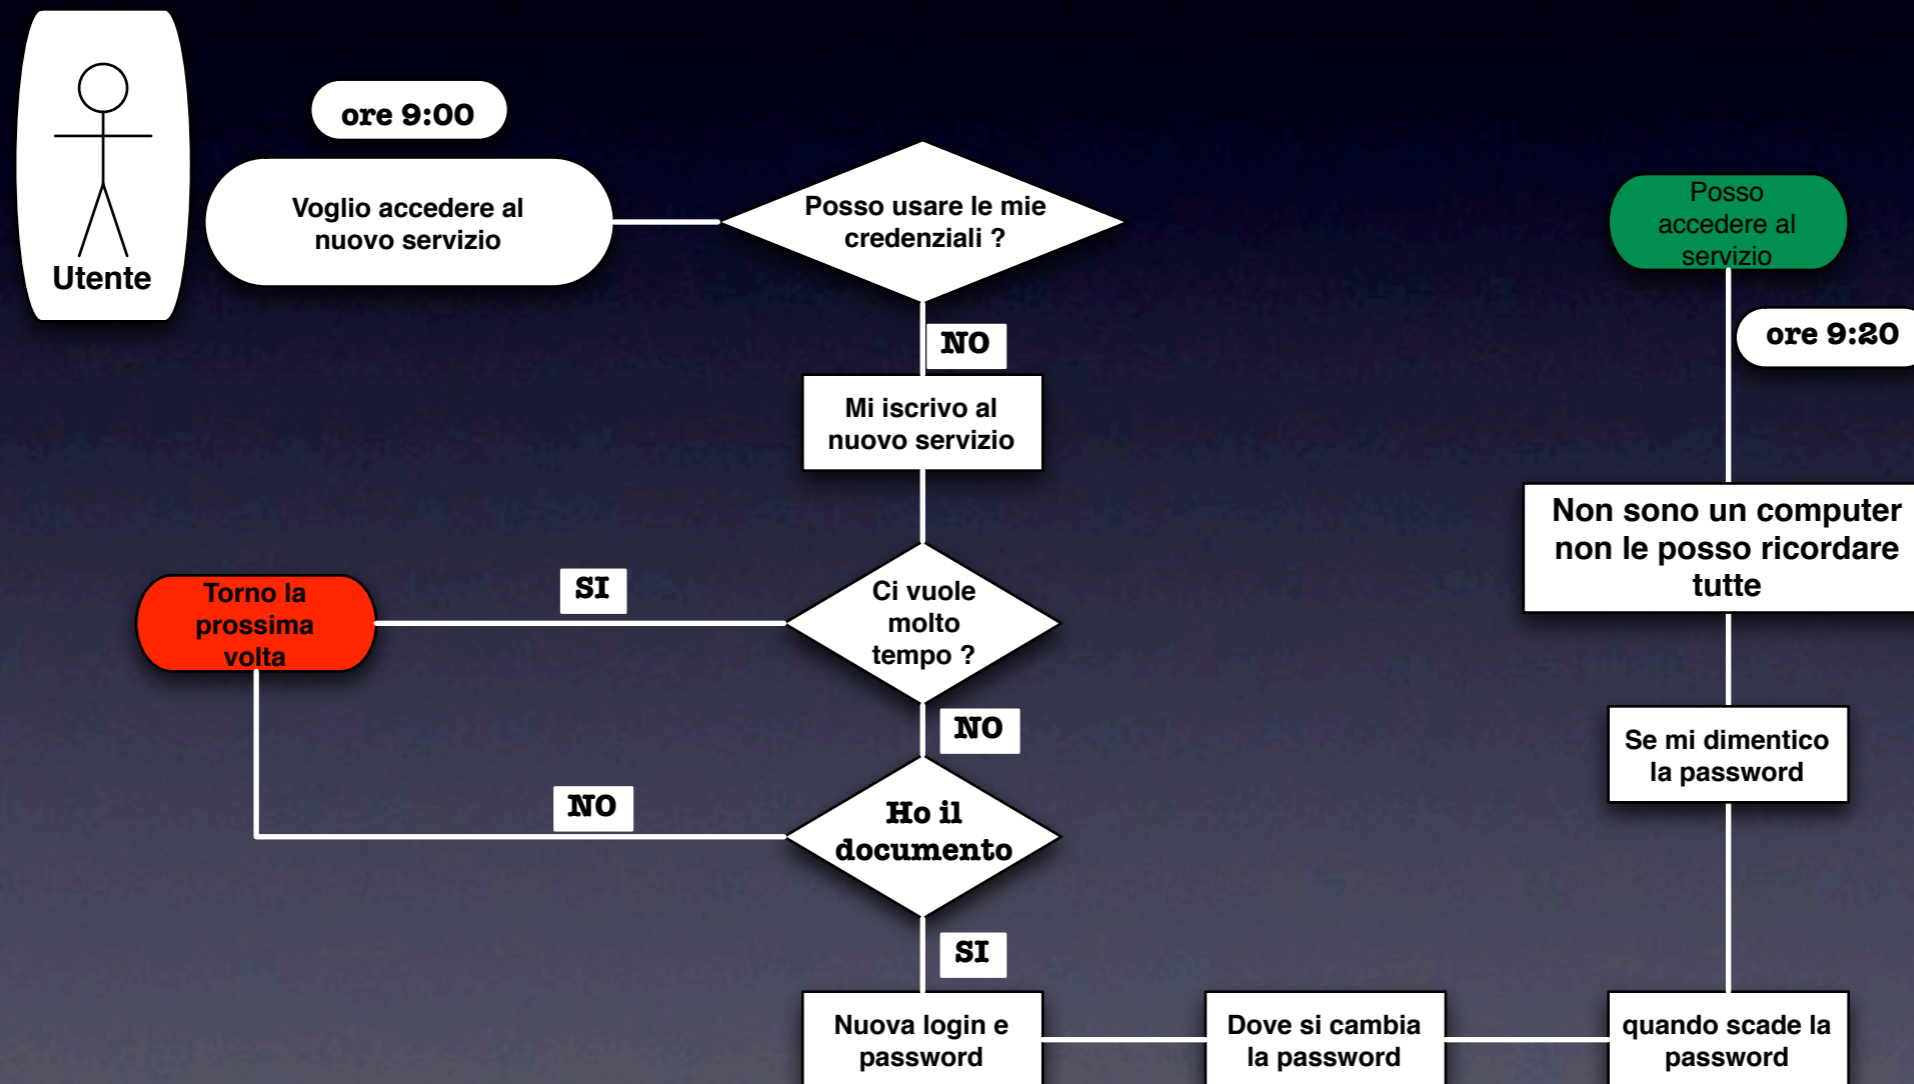 Utente
ore 9:00
Voglio accedere al
nuovo servizio
Posso usare le mie
credenziali ?
NO
Mi iscrivo al
nuovo servizio
Ci vuole
molto
tempo ?
SI
Torno la
prossima
volta
NO
Ho il
documento
NO
SI
Nuova login e
password
Dove si cambia
la password
quando scade la
password
Se mi dimentico
la password
Non sono un computer
non le posso ricordare
tutte
ore 9:20
Posso
accedere al
servizio